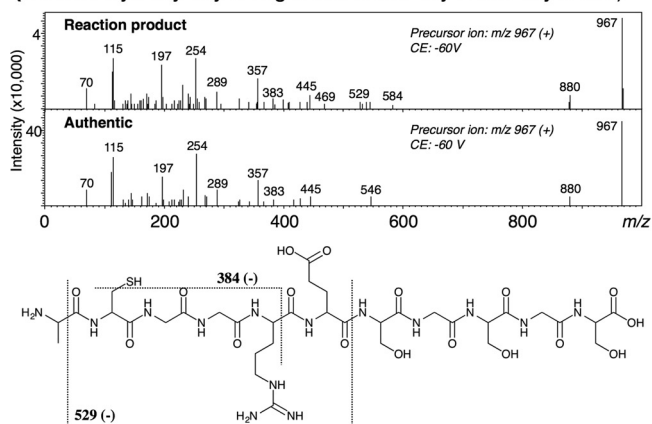 Reaction product
Precursor ion: m/z 967 (+)
CE: -60V
967
4
115
197
254
357
70
289
383
445
469
529
584
880
Intensity (x10,000)
Authentic
Precursor ion: m/z 967 (+)
CE: -60 V
967
40
115
254
197
357
70
289
383
445
546
880
0
200
400
600
800
m/z
HO
O
SH
384 (-)
O
O
O
O
O
O
O
H₂N
N
H
H
N
N
H
H
N
N
H
H
N
N
H
H
N
N
H
H
N
OH
O
O
O
O
O
OH
OH
OH
NH
H₂N
NH
529 (-)